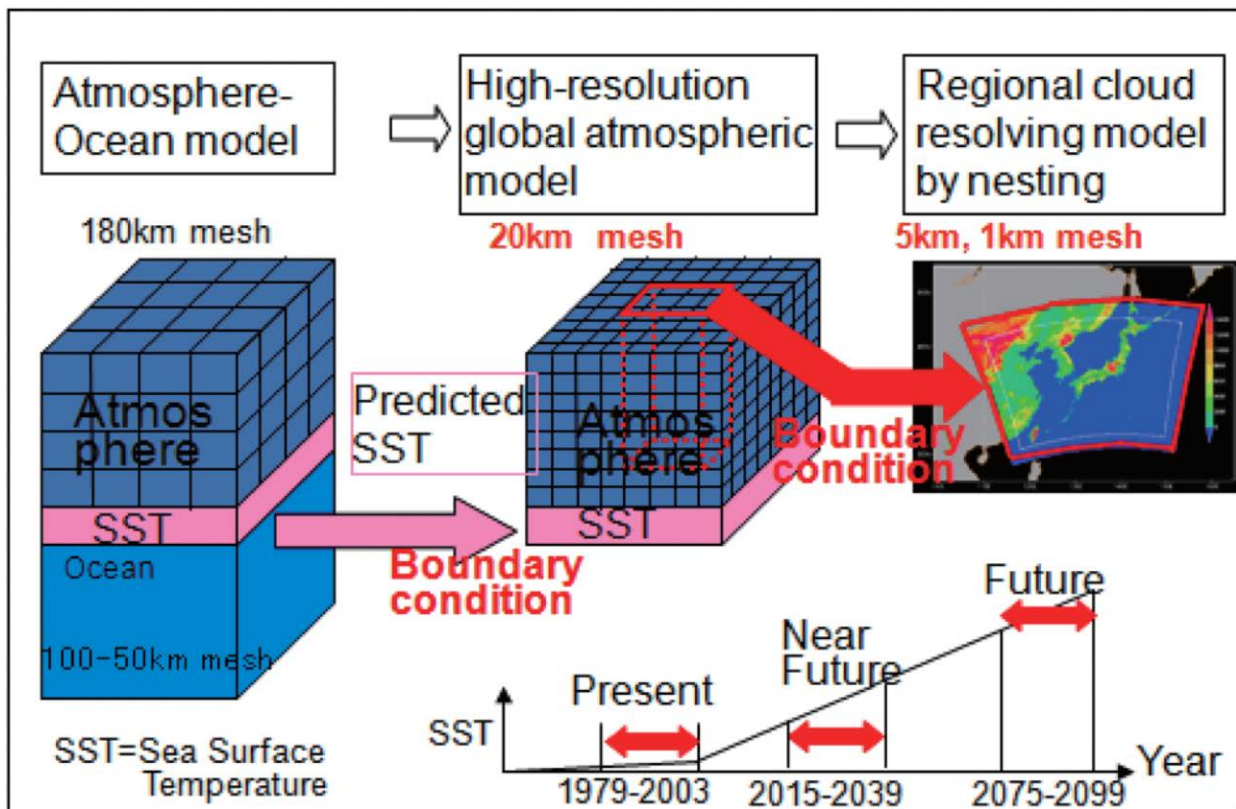 Atmosphere-
Ocean model
High-resolution
global atmospheric
model
Regional cloud
resolving model
by nesting
180km mesh
20km mesh
5km, 1km mesh
Atmos
phere
SST
Ocean
100-50km mesh
Predicted
SST
Boundary
condition
Atmos
phere
SST
Boundary
condition
SST=Sea Surface
Temperature
SST
Present
Near
Future
Future
Year
1979-2003
2015-2039
2075-2099